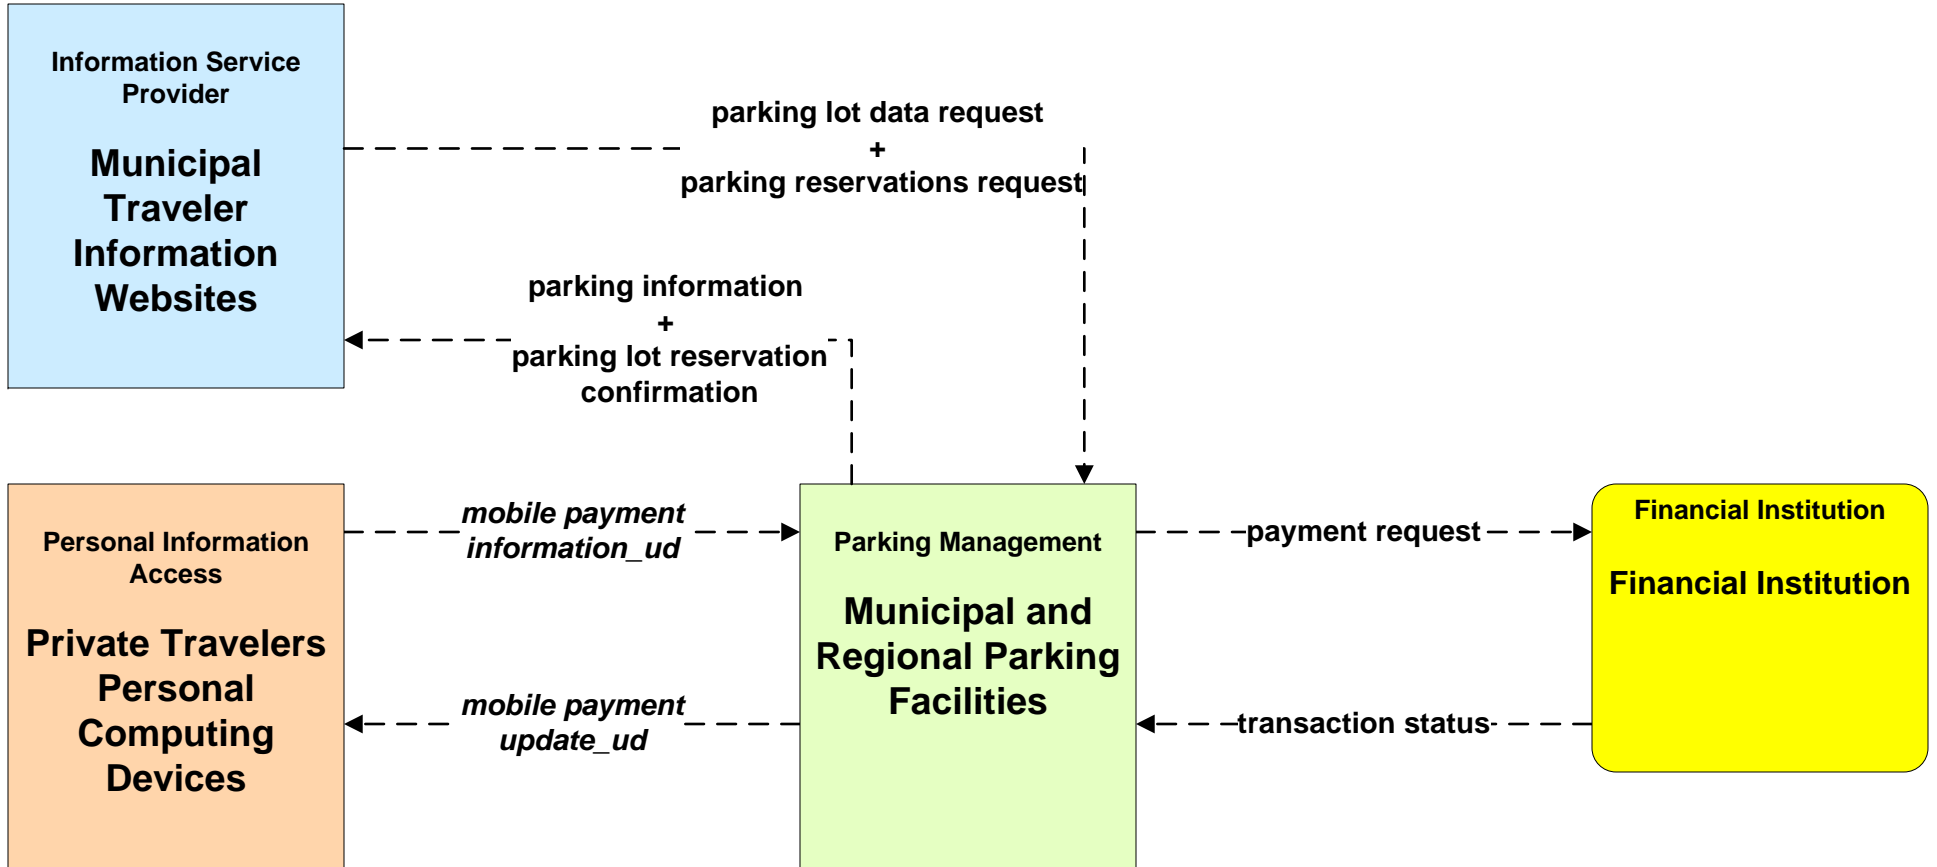 Information Service
Provider
Municipal
Traveler
Information
Websites
parking lot data request
+
parking reservations request
parking information
+
parking lot reservation
confirmation
Personal Information
Access
Private Travelers
Personal
Computing
Devices
mobile payment
information_ud
mobile payment
update_ud
Parking Management
Municipal and
Regional Parking
Facilities
payment request
transaction status
Financial Institution
Financial Institution